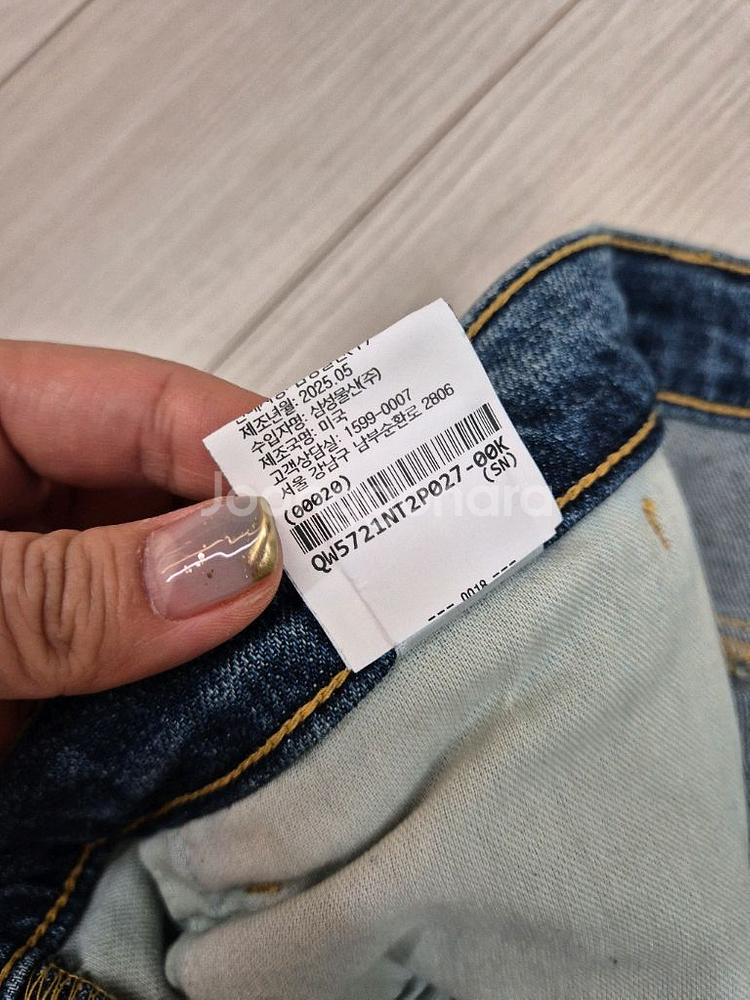 제조년월: 2025.05
수입자명: 삼성물산(주)
제조국명: 미국
고객상담실: 1599-0007
서울 강남구 남부순환로 2806
(00020)
QW5721NT2P027-00K
(SN)
--- 0018 ---